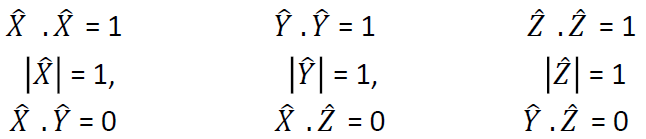 X̂ . X̂ = 1 Ŷ . Ŷ = 1 Ẑ . Ẑ = 1
|X̂| = 1, |Ŷ| = 1, |Ẑ| = 1
X̂ . Ŷ = 0 X̂ . Ẑ = 0 Ŷ . Ẑ = 0